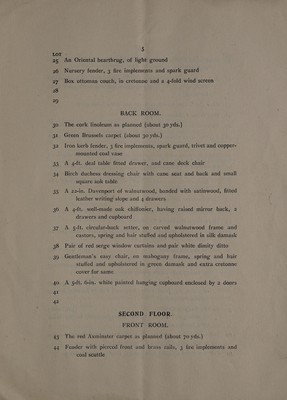 3
LOT
25 An Oriental hearthrug, of light ground
26 Nursery fender, 3 fire implements and spark guard
27 Box ottoman couch, in cretonne and a 4-fold wind screen
28
29
BACK ROOM.
30 The cork linoleum as planned (about 30 yds.)
31 Green Brussels carpet (about 30 yds.)
32 Iron kerb fender, 3 fire implements, spark guard, trivet and copper-
mounted coal vase
33 A 4-ft. deal table fitted drawer, and cane deck chair
34 Birch duchess dressing chair with cane seat and back and small
square oak table
35 A 22-in. Davenport of walnutwood, banded with satinwood, fitted
leather writing slope and 4 drawers
36 A 4-ft. well-made oak chiffonier, having raised mirror back, 2
drawers and cupboard
37 A 5-ft. circular-back settee, on carved walnutwood frame and
castors, spring and hair stuffed and upholstered in silk damask
38 Pair of red serge window curtains and pair white dimity ditto
39 Gentleman's easy chair, on mahogany frame, spring and hair
stuffed and upholstered in green damask and extra cretonne
cover for same
40 A 3-ft. 6-in. white painted hanging cupboard enclosed by 2 doors
41
42
SECOND FLOOR.
FRONT ROOM.
43 The red Axminster carpet as planned (about 70 yds.)
44 Fender with pierced front and brass rails, 3 fire implements and
coal scuttle